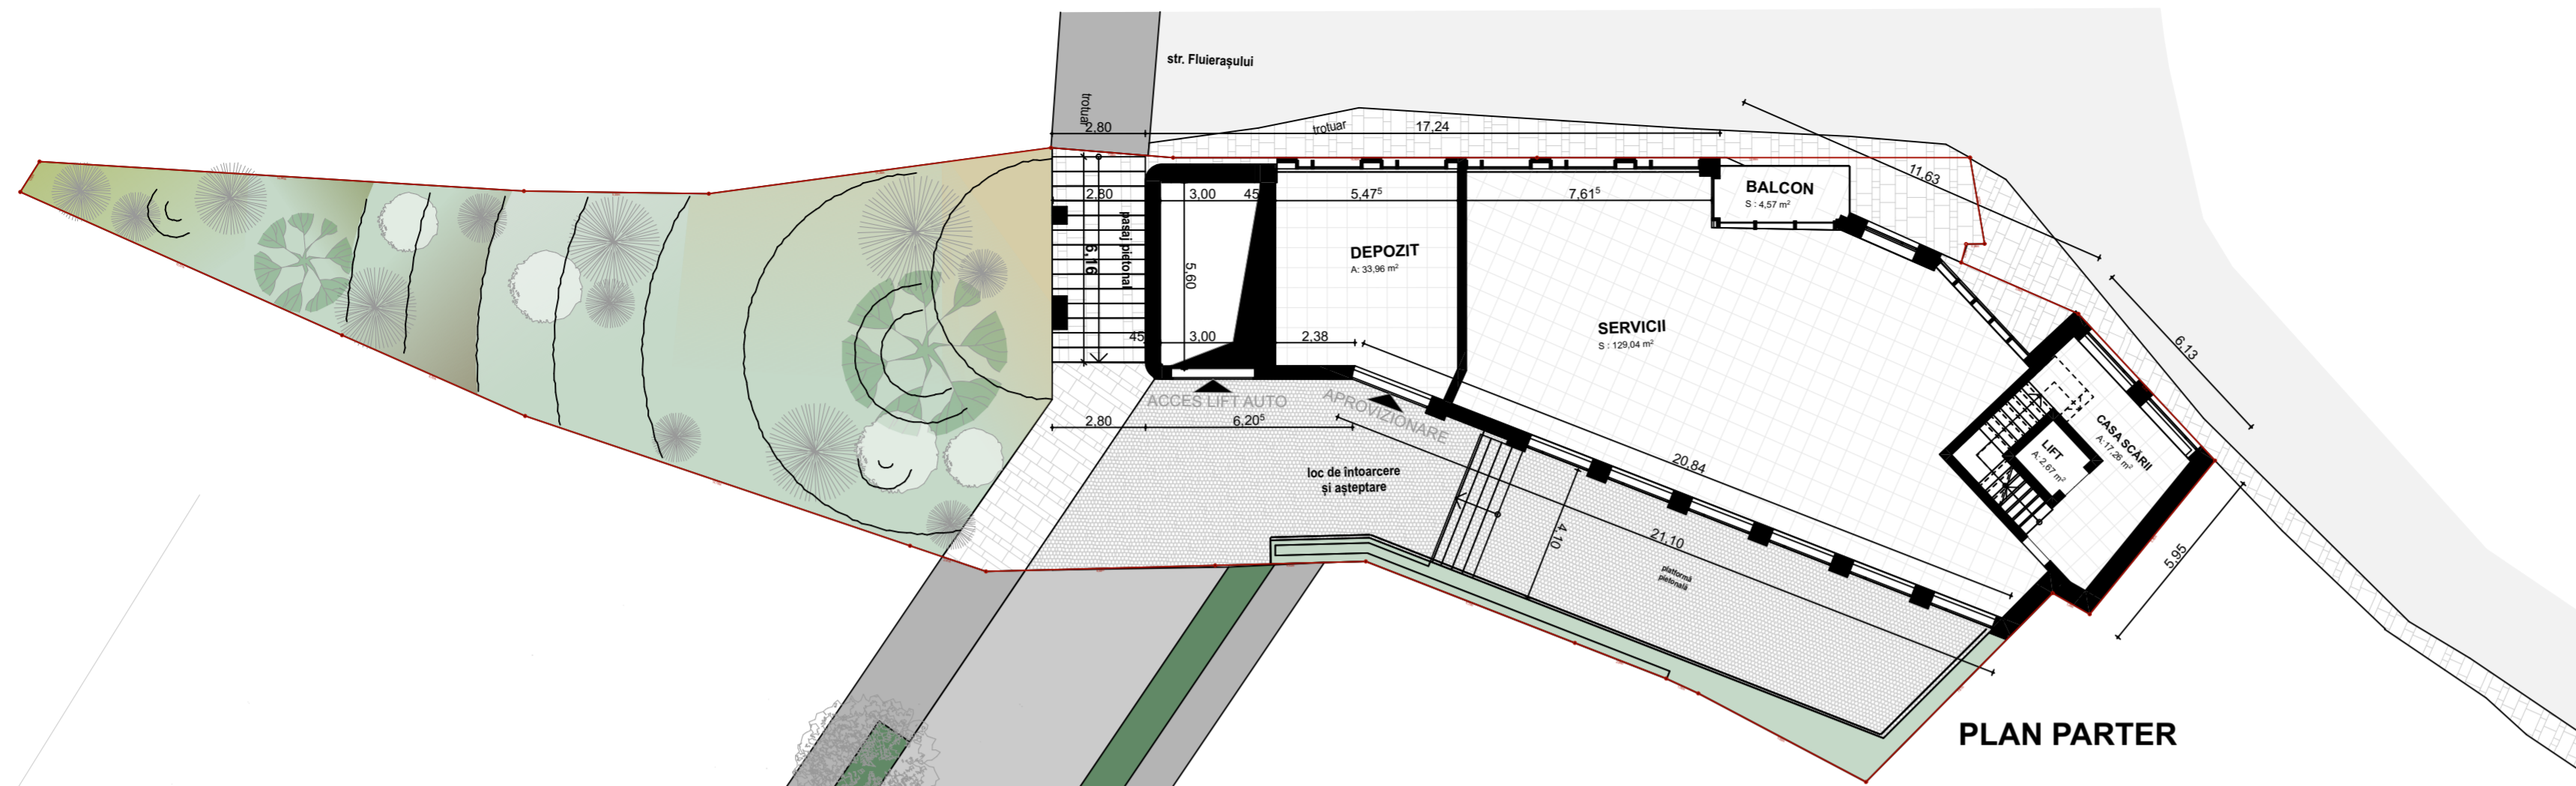 str. Fluierașului
trotuar
2,80
trotuar
17,24
11,63
2,80
3,00
45
5,47⁵
7,61⁵
BALCON
S : 4,57 m²
pasaj pietonal
6,16
5,60
DEPOZIT
A: 33,96 m²
SERVICII
S : 129,04 m²
45
3,00
2,38
6,13
CASA SCĂRII
A: 17,26 m²
LIFT
A: 2,67 m²
ACCES LIFT AUTO
APROVIZIONARE
2,80
6,20⁵
loc de întoarcere
și așteptare
20,84
4,10
21,10
platformă
pietonală
5,95
PLAN PARTER